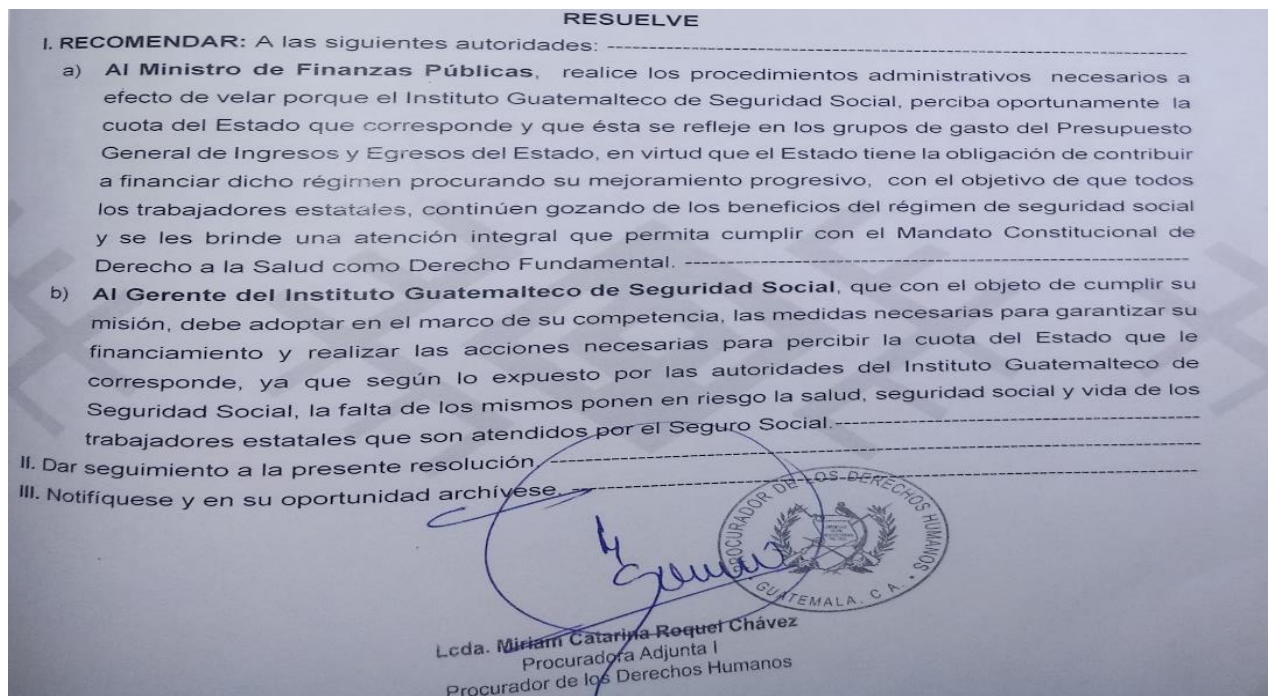 RESUELVE
I. RECOMENDAR: A las siguientes autoridades: ------------------------------------------------------------------------
a) Al Ministro de Finanzas Públicas, realice los procedimientos administrativos necesarios a
efecto de velar porque el Instituto Guatemalteco de Seguridad Social, perciba oportunamente la
cuota del Estado que corresponde y que ésta se refleje en los grupos de gasto del Presupuesto
General de Ingresos y Egresos del Estado, en virtud que el Estado tiene la obligación de contribuir
a financiar dicho régimen procurando su mejoramiento progresivo, con el objetivo de que todos
los trabajadores estatales, continúen gozando de los beneficios del régimen de seguridad social
y se les brinde una atención integral que permita cumplir con el Mandato Constitucional de
Derecho a la Salud como Derecho Fundamental. ---------------------------------------------------------------
b) Al Gerente del Instituto Guatemalteco de Seguridad Social, que con el objeto de cumplir su
misión, debe adoptar en el marco de su competencia, las medidas necesarias para garantizar su
financiamiento y realizar las acciones necesarias para percibir la cuota del Estado que le
corresponde, ya que según lo expuesto por las autoridades del Instituto Guatemalteco de
Seguridad Social, la falta de los mismos ponen en riesgo la salud, seguridad social y vida de los
trabajadores estatales que son atendidos por el Seguro Social.---------------------------------------------
II. Dar seguimiento a la presente resolución. --------------------------------------------------------------------------------
III. Notifíquese y en su oportunidad archívese. ------------------------------------------------------------------------------
PROCURADOR DE LOS DERECHOS HUMANOS
GUATEMALA, C. A.
Lcda. Miriam Catarina Roquel Chávez
Procuradora Adjunta I
Procurador de los Derechos Humanos